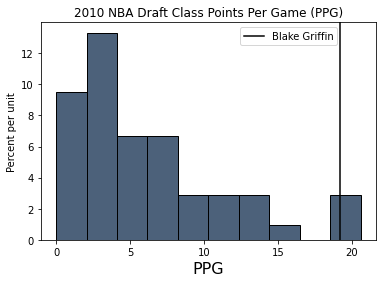 2010 NBA Draft Class Points Per Game (PPG)
Blake Griffin
Percent per unit
12
10
8
6
4
2
0
0 5 10 15 20
PPG